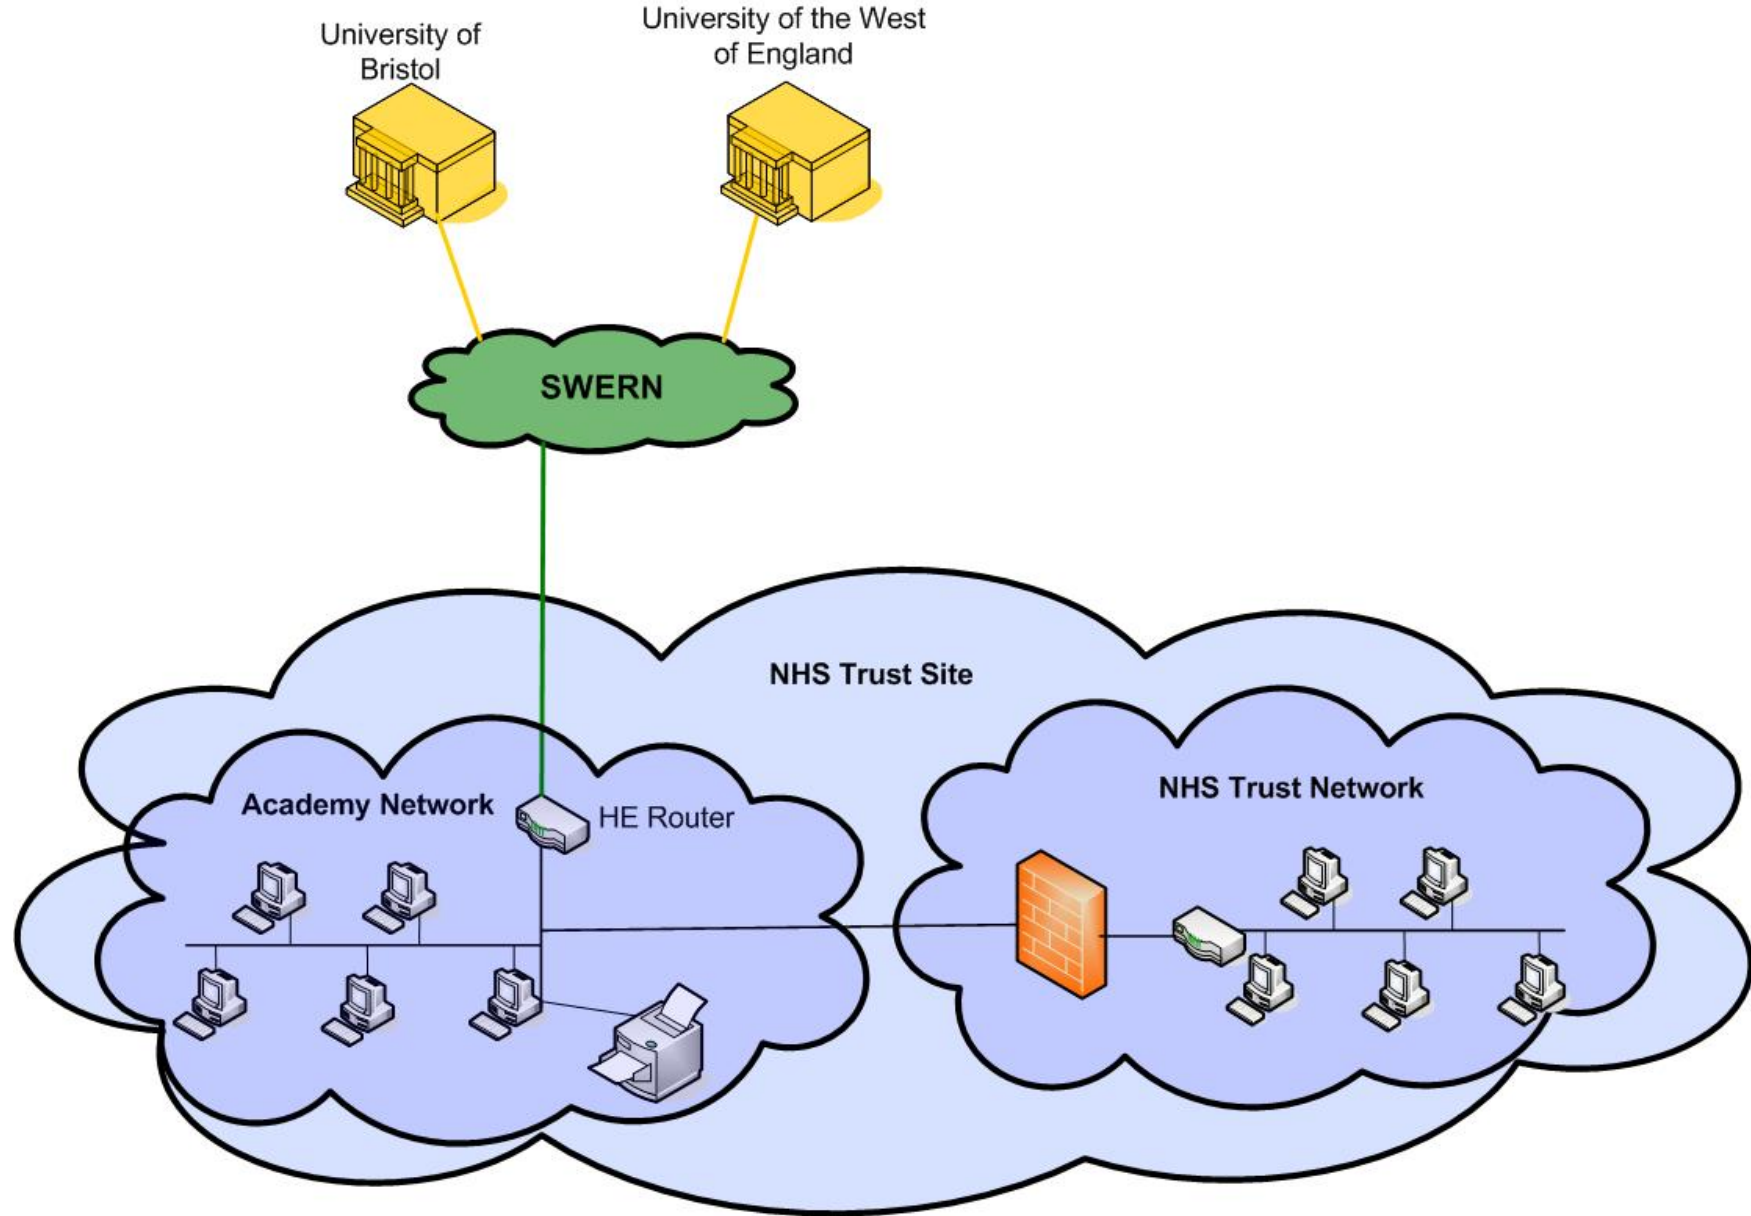 University of
Bristol
University of the West
of England
SWERN
NHS Trust Site
Academy Network
HE Router
NHS Trust Network